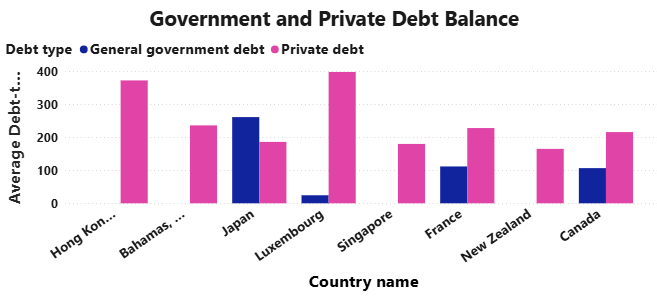 Government and Private Debt Balance
Debt type General government debt Private debt
Average Debt-t...
400
300
200
100
0
Hong Kon...
Bahamas, ...
Japan
Luxembourg
Singapore
France
New Zealand
Canada
Country name